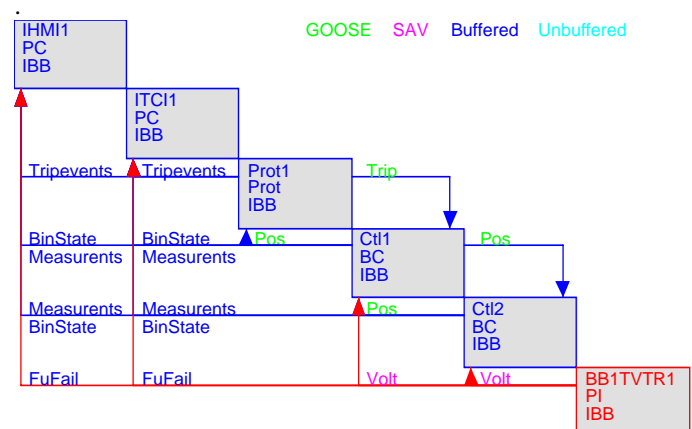 .
IHMI1
PC
IBB
GOOSE SAV Buffered Unbuffered
ITCI1
PC
IBB
Tripevents Tripevents
Prot1
Prot
IBB
Trip
BinState BinState Pos
Measurents Measurents
Ctl1
BC
IBB
Pos
Measurents Measurents Pos
BinState BinState
Ctl2
BC
IBB
FuFail FuFail Volt Volt
BB1TVTR1
PI
IBB